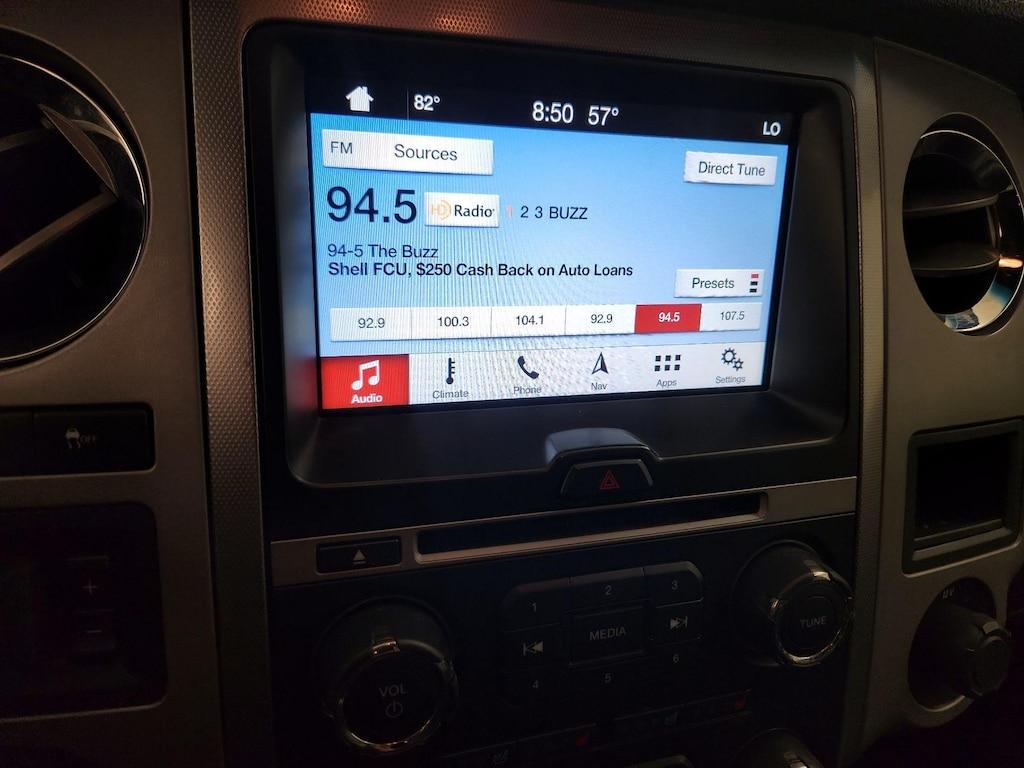 82° 8:50 57° LO
FM Sources
Direct Tune
94.5 HD Radio 1 2 3 BUZZ
94-5 The Buzz
Shell FCU, $250 Cash Back on Auto Loans
Presets
92.9 100.3 104.1 92.9 94.5 107.5
Audio Climate Phone Nav Apps Settings
OFF
1 2 3
MEDIA
4 5 6
VOL
TUNE